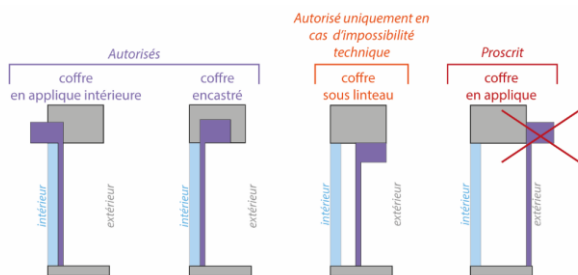 Autorisé uniquement en
cas d'impossibilité
technique
Autorisés
Proscrit
coffre
en applique intérieure
coffre
encastré
coffre
sous linteau
coffre
en applique
intérieur
extérieur
intérieur
extérieur
intérieur
extérieur
intérieur
extérieur